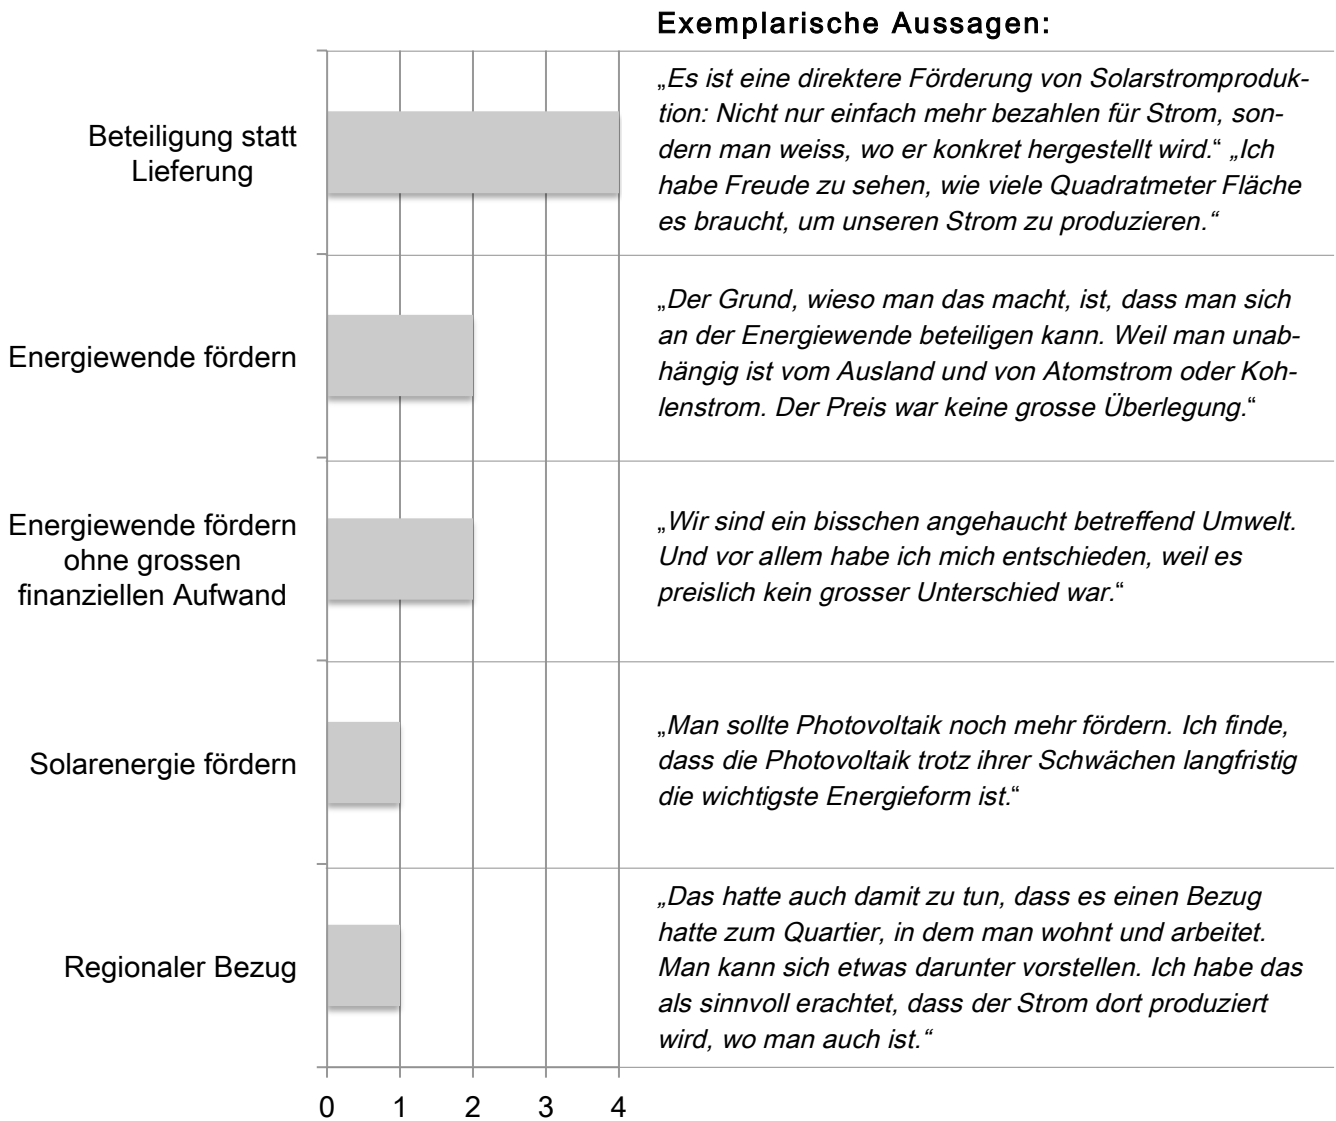 Exemplarische Aussagen:
Beteiligung statt
Lieferung
„Es ist eine direktere Förderung von Solarstromproduk-
tion: Nicht nur einfach mehr bezahlen für Strom, son-
dern man weiss, wo er konkret hergestellt wird.“ „Ich
habe Freude zu sehen, wie viele Quadratmeter Fläche
es braucht, um unseren Strom zu produzieren.“
Energiewende fördern
„Der Grund, wieso man das macht, ist, dass man sich
an der Energiewende beteiligen kann. Weil man unab-
hängig ist vom Ausland und von Atomstrom oder Koh-
lenstrom. Der Preis war keine grosse Überlegung.“
Energiewende fördern
ohne grossen
finanziellen Aufwand
„Wir sind ein bisschen angehaucht betreffend Umwelt.
Und vor allem habe ich mich entschieden, weil es
preislich kein grosser Unterschied war.“
Solarenergie fördern
„Man sollte Photovoltaik noch mehr fördern. Ich finde,
dass die Photovoltaik trotz ihrer Schwächen langfristig
die wichtigste Energieform ist.“
Regionaler Bezug
„Das hatte auch damit zu tun, dass es einen Bezug
hatte zum Quartier, in dem man wohnt und arbeitet.
Man kann sich etwas darunter vorstellen. Ich habe das
als sinnvoll erachtet, dass der Strom dort produziert
wird, wo man auch ist.“
0 1 2 3 4